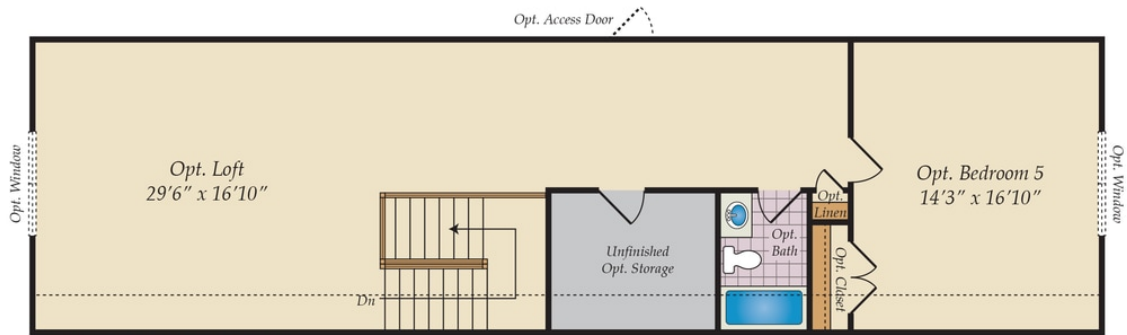 Opt. Access Door
Opt. Window
Opt. Loft
29’6” x 16’10”
Opt. Bedroom 5
14’3” x 16’10”
Opt. Window
Opt.
Linen
Opt.
Bath
Unfinished
Opt. Storage
Opt. Closet
Dn